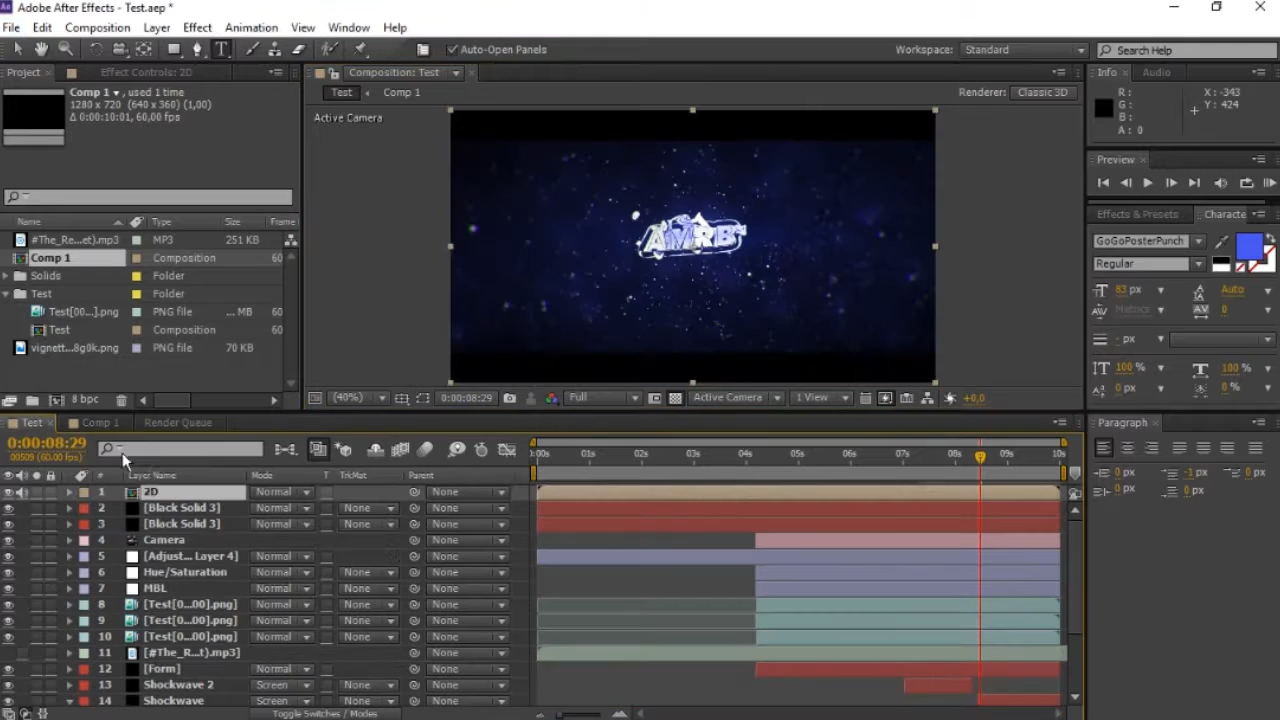 Adobe After Effects - Test.aep *
File Edit Composition Layer Effect Animation View Window Help
Auto-Open Panels
Workspace: Standard
Search Help
Project
Effect Controls: 2D
Composition: Test
Info
Audio
Comp 1 , used 1 time
1280 x 720 (640 x 360) (1,00)
Δ 0:00:10:01, 60,00 fps
Test
Comp 1
Renderer: Classic 3D
Active Camera
R :
G :
B :
A : 0
X : -343
Y : 424
Preview
Name Type Size Frame
#The_Re...et).mp3 MP3 251 KB
Comp 1 Composition 60
Solids Folder
Test Folder
Test[00...].png PNG file ... MB 60
Test Composition 60
vignett...8g0k.png PNG file 70 KB
8 bpc
AMRB
(40%) 0:00:08:29 Full Active Camera 1 View +0,0
Effects & Presets
Characte
GoGoPosterPunch
Regular
83 px Auto
Metrics 0
- px
100 % 100 %
0 px 0 %
Test
Comp 1
Render Queue
0:00:08:29
00509 (60.00 fps)
:00s 01s 02s 03s 04s 05s 06s 07s 08s 09s 10s
# Layer Name Mode T TrkMat Parent
1 2D Normal None
2 [Black Solid 3] Normal None None
3 [Black Solid 3] Normal None None
4 Camera None
5 [Adjust... Layer 4] Normal None None
6 Hue/Saturation Normal None None
7 MBL Normal None None
8 [Test[0...00].png] Normal None None
9 [Test[0...00].png] Normal None None
10 [Test[0...00].png] Normal None None
11 [#The_R...t).mp3] None
12 [Form] Normal None
13 Shockwave 2 Screen None None
14 Shockwave Screen None None
Toggle Switches / Modes
Paragraph
0 px -1 px 0 px
0 px 0 px